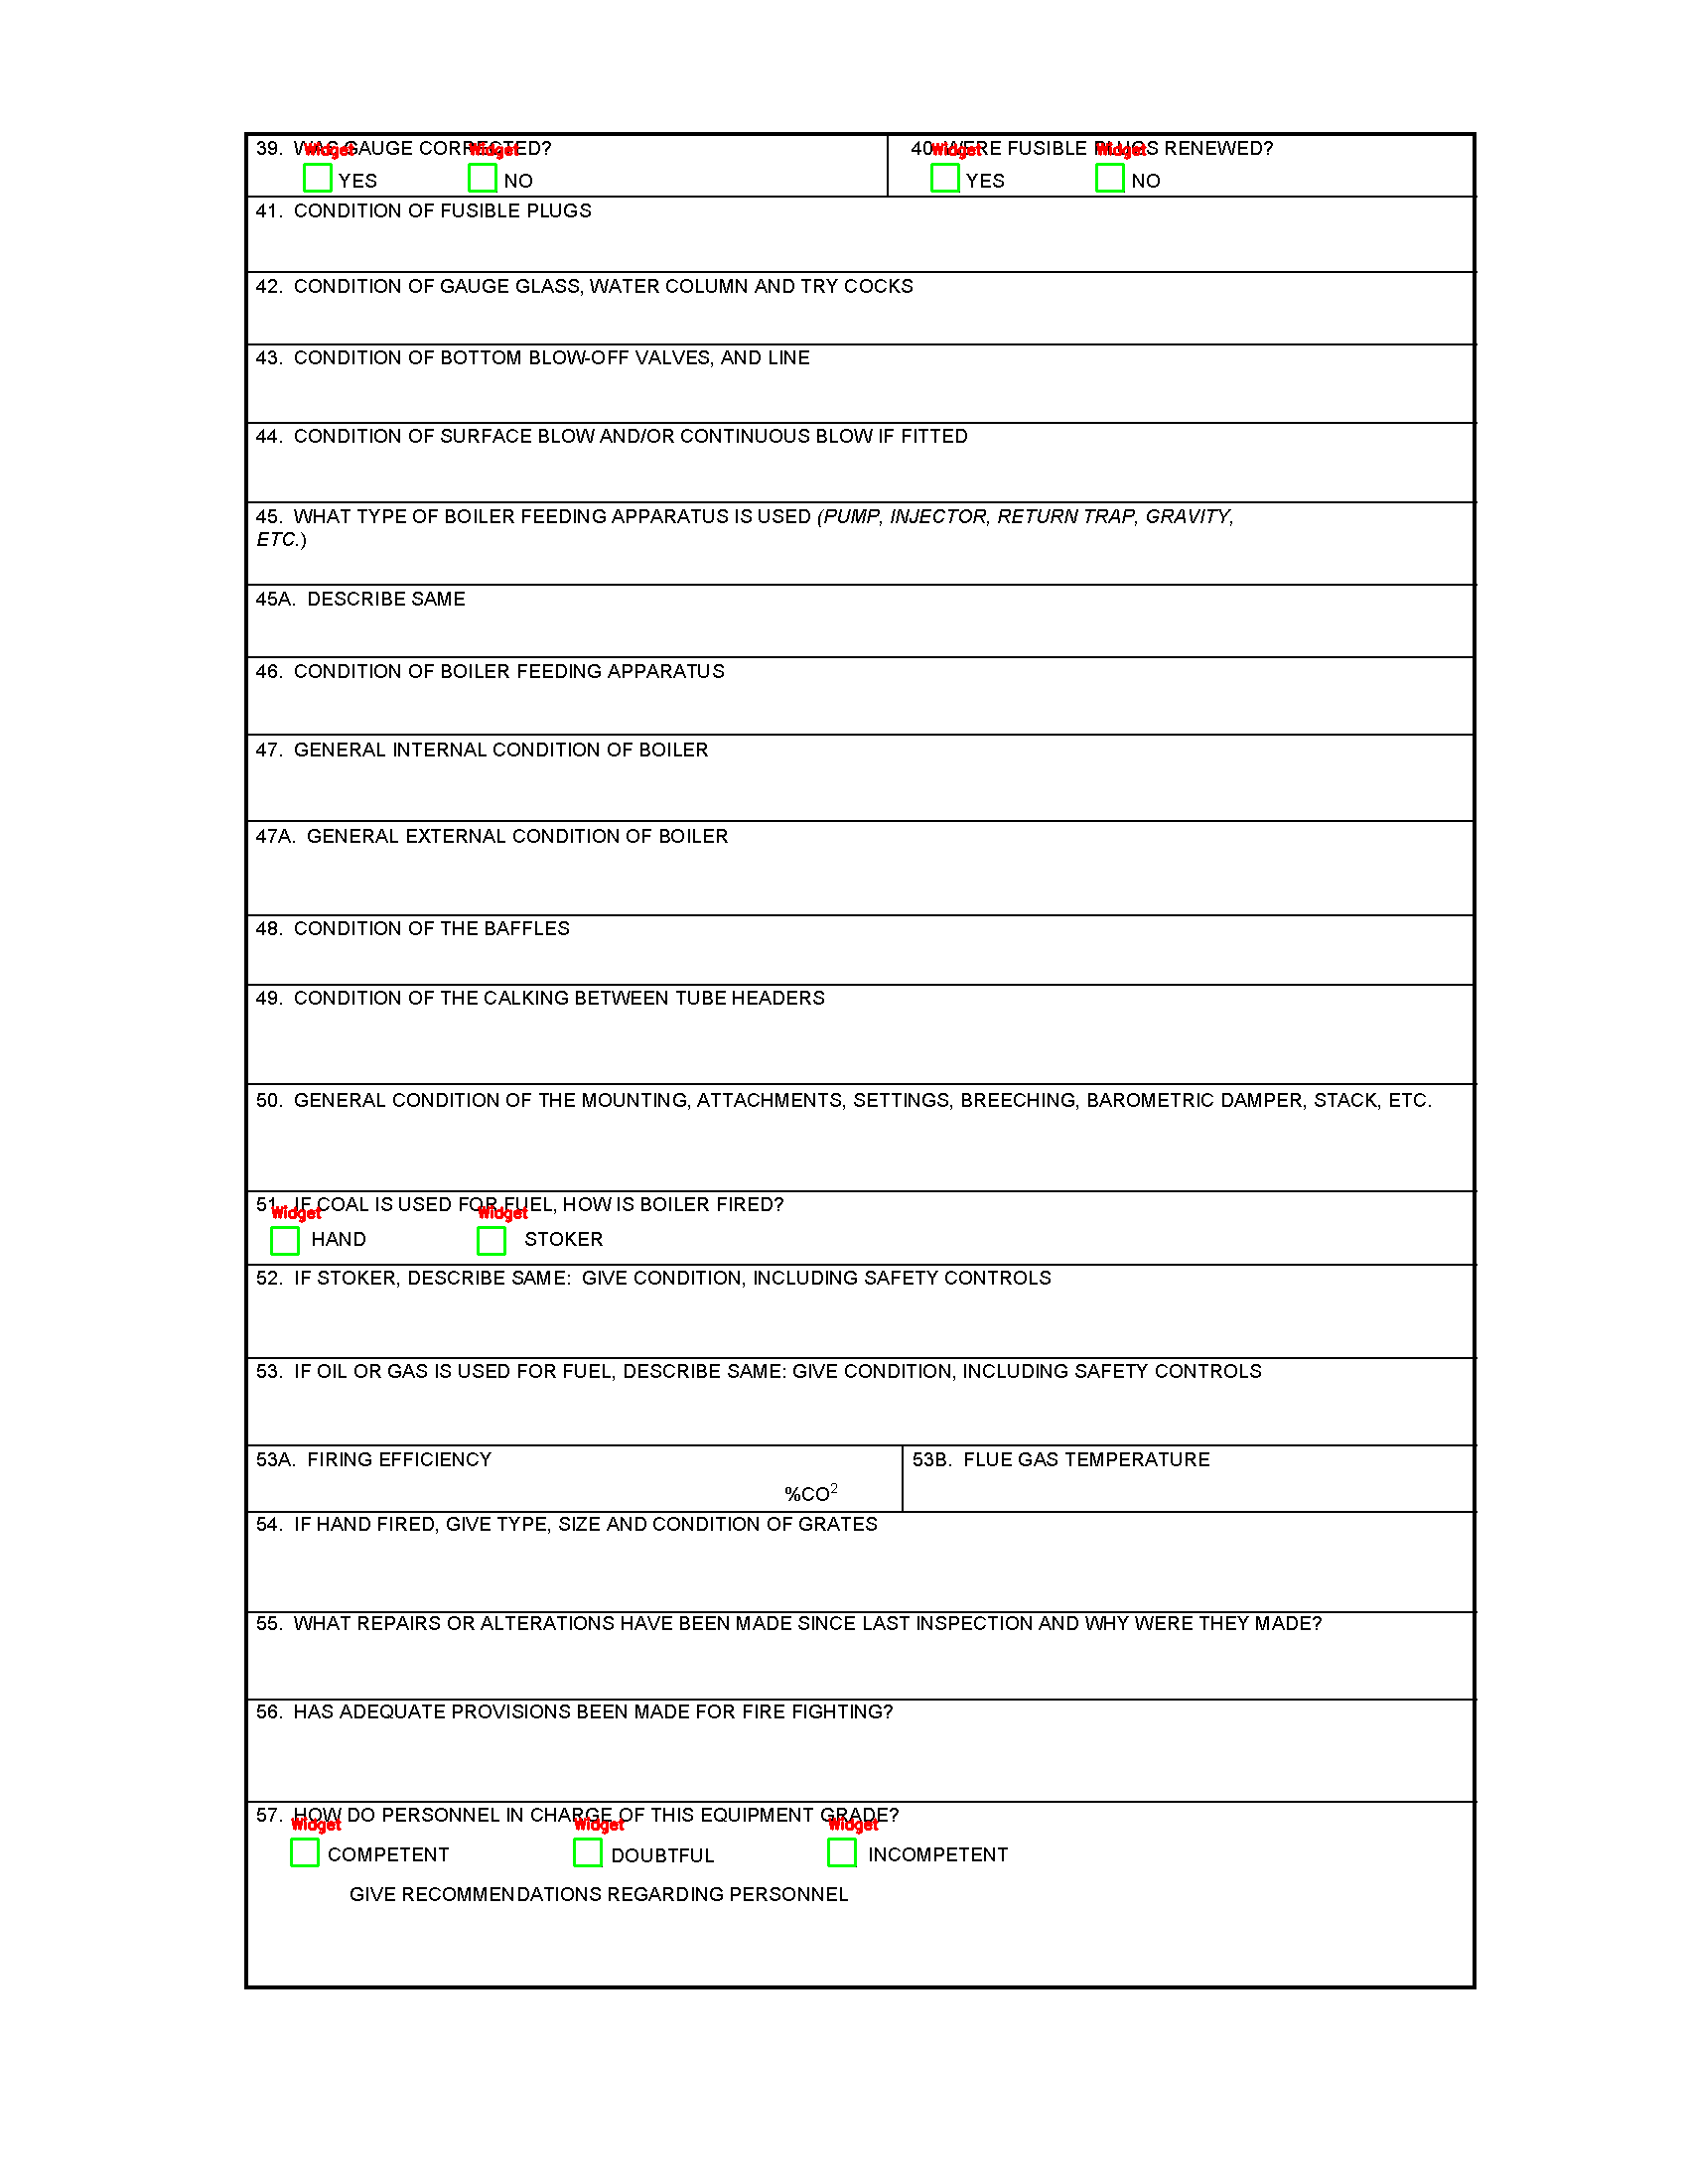 39. WAS GAUGE CORRECTED?
Widget Widget
YES NO
40. WERE FUSIBLE PLUGS RENEWED?
Widget Widget
YES NO
41. CONDITION OF FUSIBLE PLUGS
42. CONDITION OF GAUGE GLASS, WATER COLUMN AND TRY COCKS
43. CONDITION OF BOTTOM BLOW-OFF VALVES, AND LINE
44. CONDITION OF SURFACE BLOW AND/OR CONTINUOUS BLOW IF FITTED
45. WHAT TYPE OF BOILER FEEDING APPARATUS IS USED (PUMP, INJECTOR, RETURN TRAP, GRAVITY,
ETC.)
45A. DESCRIBE SAME
46. CONDITION OF BOILER FEEDING APPARATUS
47. GENERAL INTERNAL CONDITION OF BOILER
47A. GENERAL EXTERNAL CONDITION OF BOILER
48. CONDITION OF THE BAFFLES
49. CONDITION OF THE CALKING BETWEEN TUBE HEADERS
50. GENERAL CONDITION OF THE MOUNTING, ATTACHMENTS, SETTINGS, BREECHING, BAROMETRIC DAMPER, STACK, ETC.
51. IF COAL IS USED FOR FUEL, HOW IS BOILER FIRED?
Widget Widget
HAND STOKER
52. IF STOKER, DESCRIBE SAME: GIVE CONDITION, INCLUDING SAFETY CONTROLS
53. IF OIL OR GAS IS USED FOR FUEL, DESCRIBE SAME: GIVE CONDITION, INCLUDING SAFETY CONTROLS
53A. FIRING EFFICIENCY
%CO²
53B. FLUE GAS TEMPERATURE
54. IF HAND FIRED, GIVE TYPE, SIZE AND CONDITION OF GRATES
55. WHAT REPAIRS OR ALTERATIONS HAVE BEEN MADE SINCE LAST INSPECTION AND WHY WERE THEY MADE?
56. HAS ADEQUATE PROVISIONS BEEN MADE FOR FIRE FIGHTING?
57. HOW DO PERSONNEL IN CHARGE OF THIS EQUIPMENT GRADE?
Widget Widget Widget
COMPETENT DOUBTFUL INCOMPETENT
GIVE RECOMMENDATIONS REGARDING PERSONNEL